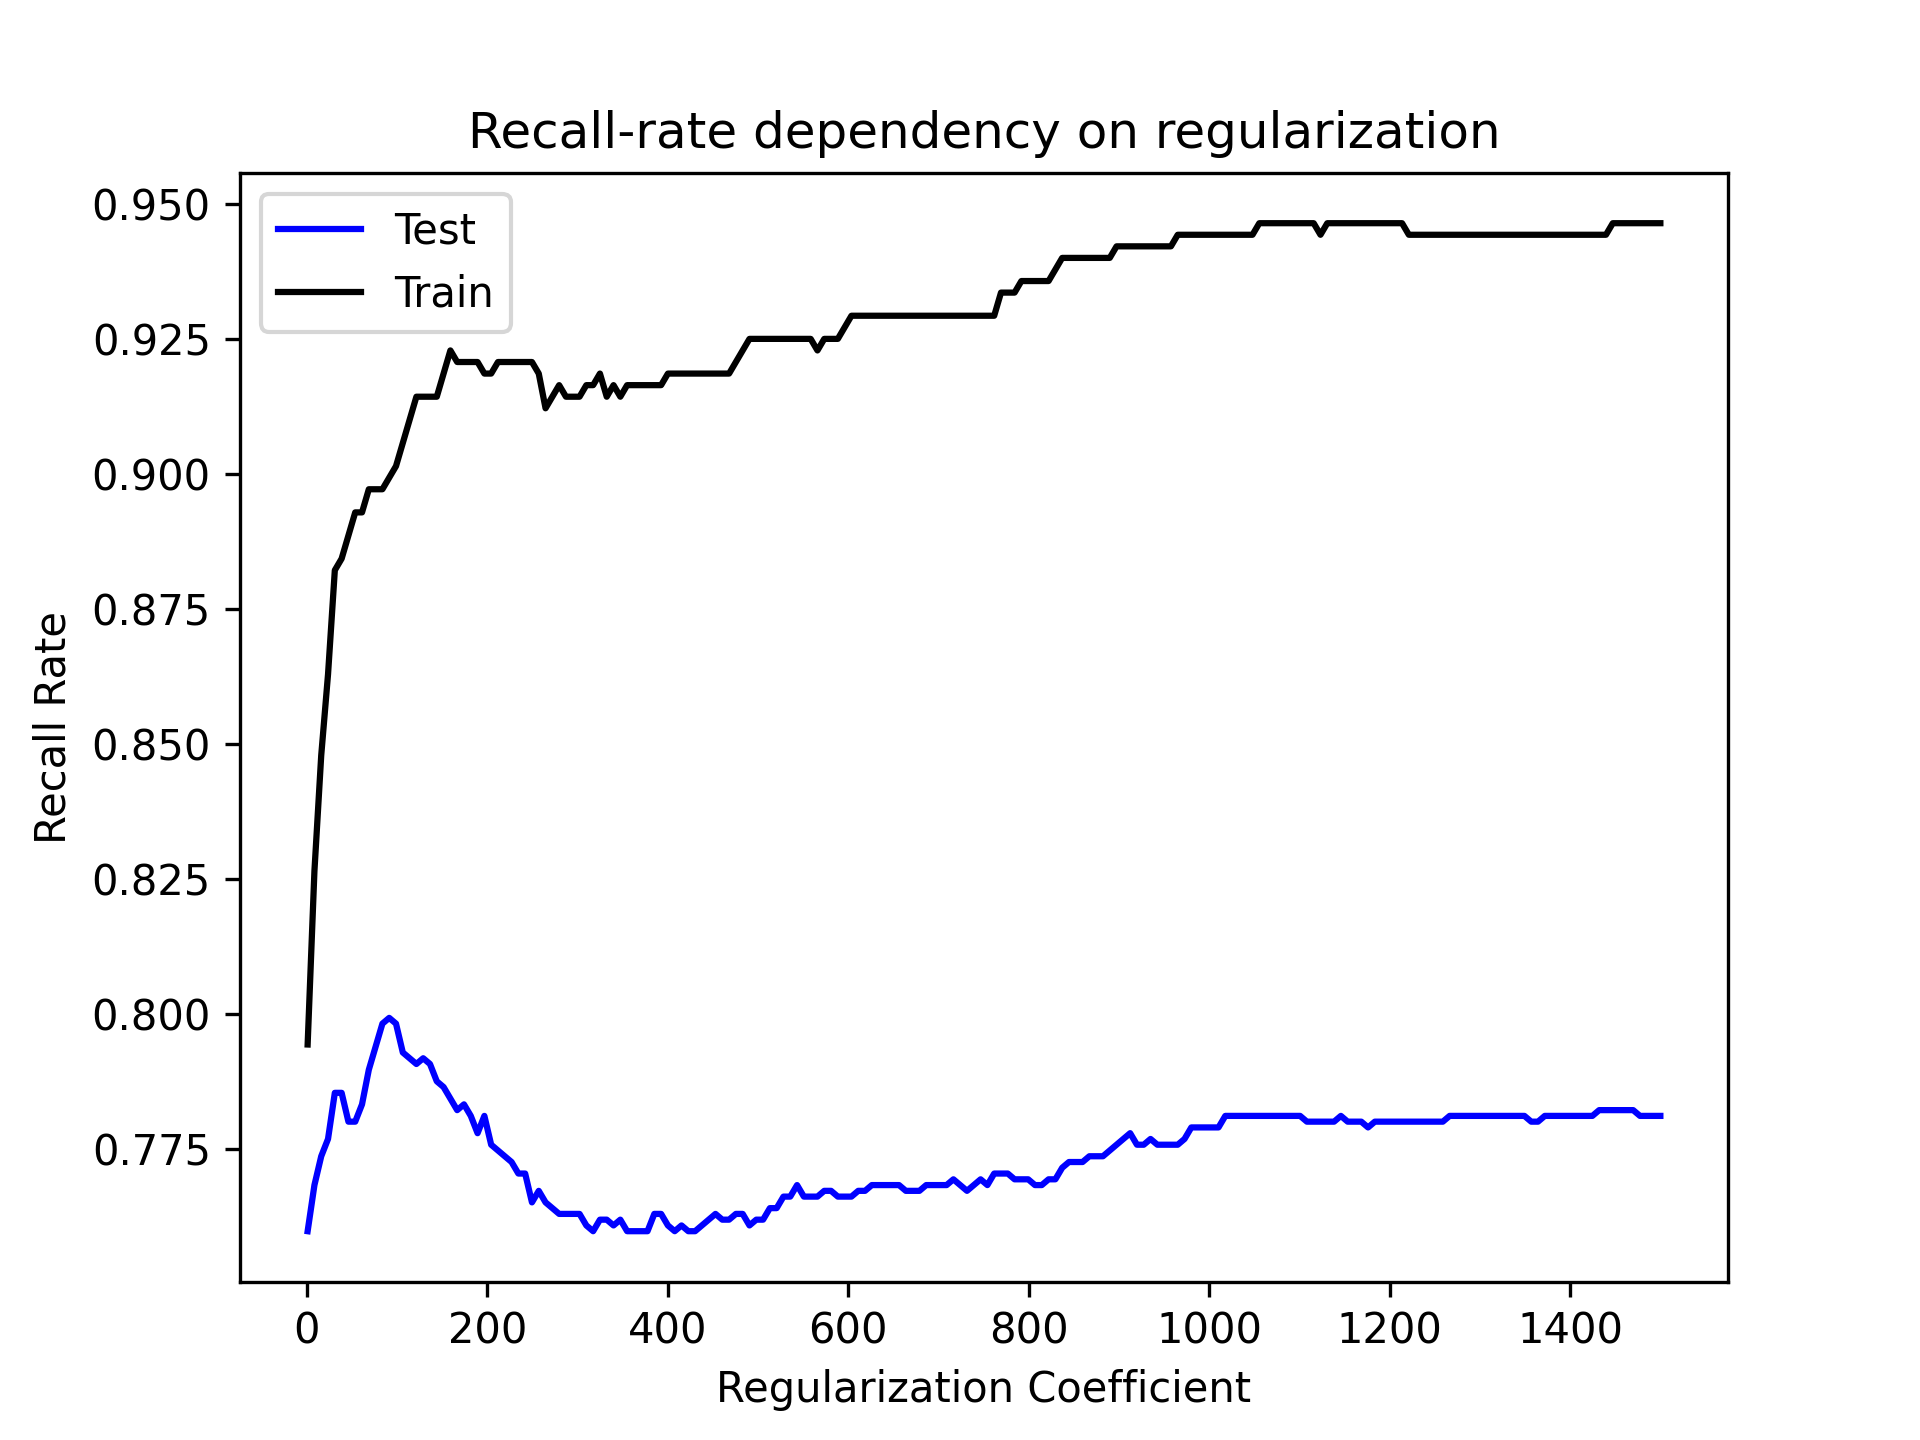 Recall-rate dependency on regularization
Test
Train
0.950
0.925
0.900
0.875
0.850
0.825
0.800
0.775
Recall Rate
0 200 400 600 800 1000 1200 1400
Regularization Coefficient